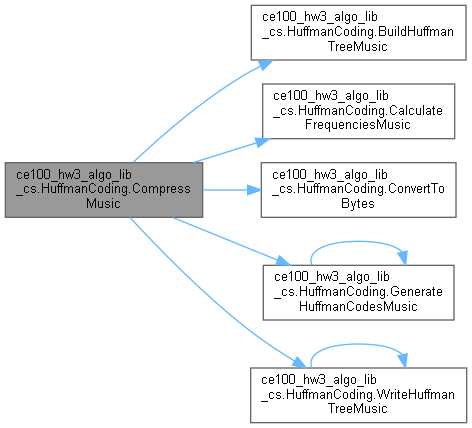 ce100_hw3_algo_lib
_cs.HuffmanCoding.BuildHuffman
TreeMusic
ce100_hw3_algo_lib
_cs.HuffmanCoding.Calculate
FrequenciesMusic
ce100_hw3_algo_lib
_cs.HuffmanCoding.Compress
Music
ce100_hw3_algo_lib
_cs.HuffmanCoding.ConvertTo
Bytes
ce100_hw3_algo_lib
_cs.HuffmanCoding.Generate
HuffmanCodesMusic
ce100_hw3_algo_lib
_cs.HuffmanCoding.WriteHuffman
TreeMusic